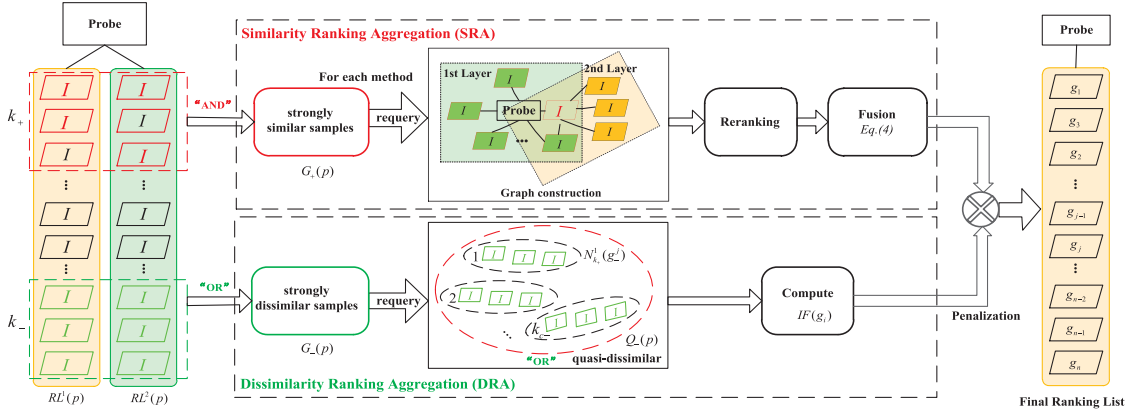 Probe
k+
I I
I I
I I
...
...
I I
I I
...
...
k−
I I
I I
I I
RL¹(p)
RL²(p)
“AND”
“OR”
Similarity Ranking Aggregation (SRA)
For each method
strongly
similar samples
requery
G+(p)
1st Layer
2nd Layer
I
I
I
I
Probe
I
I
I
I
...
I
Graph construction
Reranking
Fusion
Eq.(4)
strongly
dissimilar samples
requery
G−(p)
1 I I I
2 I I I
... k− I I I
N¹k+(g−ʲ)
Q−(p)
“OR”
quasi-dissimilar
Compute
IF(gᵢ)
Dissimilarity Ranking Aggregation (DRA)
Penalization
Probe
g₁
g₃
g₂
...
gⱼ₋₁
gⱼ
...
gₙ₋₂
gₙ₋₁
gₙ
Final Ranking List